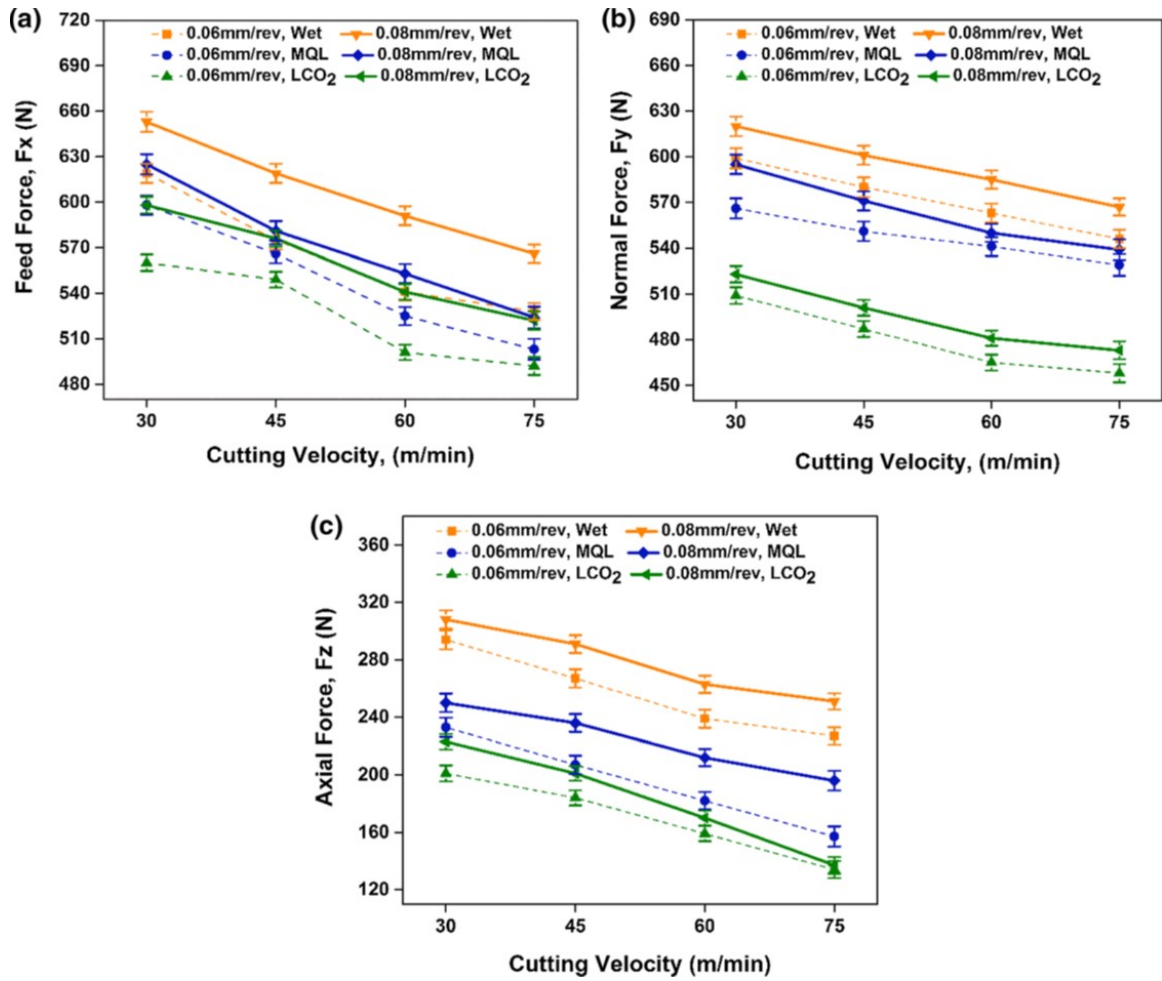 (a)
720
690
660
630
600
570
540
510
480
Feed Force, Fx (N)
0.06mm/rev, Wet 0.08mm/rev, Wet
0.06mm/rev, MQL 0.08mm/rev, MQL
0.06mm/rev, LCO2 0.08mm/rev, LCO2
30 45 60 75
Cutting Velocity, (m/min)
(b)
690
660
630
600
570
540
510
480
450
Normal Force, Fy (N)
0.06mm/rev, Wet 0.08mm/rev, Wet
0.06mm/rev, MQL 0.08mm/rev, MQL
0.06mm/rev, LCO2 0.08mm/rev, LCO2
30 45 60 75
Cutting Velocity, (m/min)
(c)
360
320
280
240
200
160
120
Axial Force, Fz (N)
0.06mm/rev, Wet 0.08mm/rev, Wet
0.06mm/rev, MQL 0.08mm/rev, MQL
0.06mm/rev, LCO2 0.08mm/rev, LCO2
30 45 60 75
Cutting Velocity (m/min)